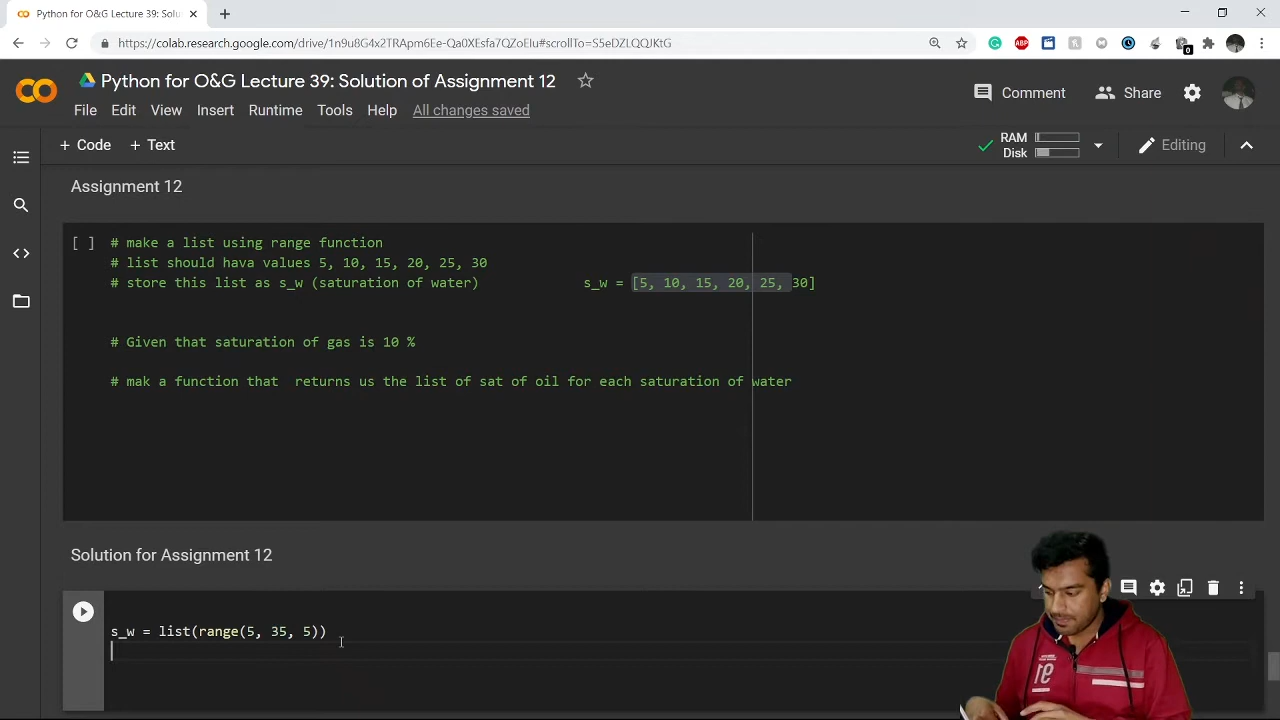 Python for O&G Lecture 39: Solu
https://colab.research.google.com/drive/
Python for O&G Lecture 39: Solution of Assignment 12
File Edit View Insert Runtime Tools Help All changes saved
Comment Share
+ Code + Text
RAM
Disk
Editing
Assignment 12
[ ] # make a list using range function
# list should hava values 5, 10, 15, 20, 25, 30
# store this list as s_w (saturation of water) s_w = [5, 10, 15, 20, 25, 30]
# Given that saturation of gas is 10 %
# mak a function that returns us the list of sat of oil for each saturation of water
Solution for Assignment 12
s_w = list(range(5, 35, 5))
ABP
0